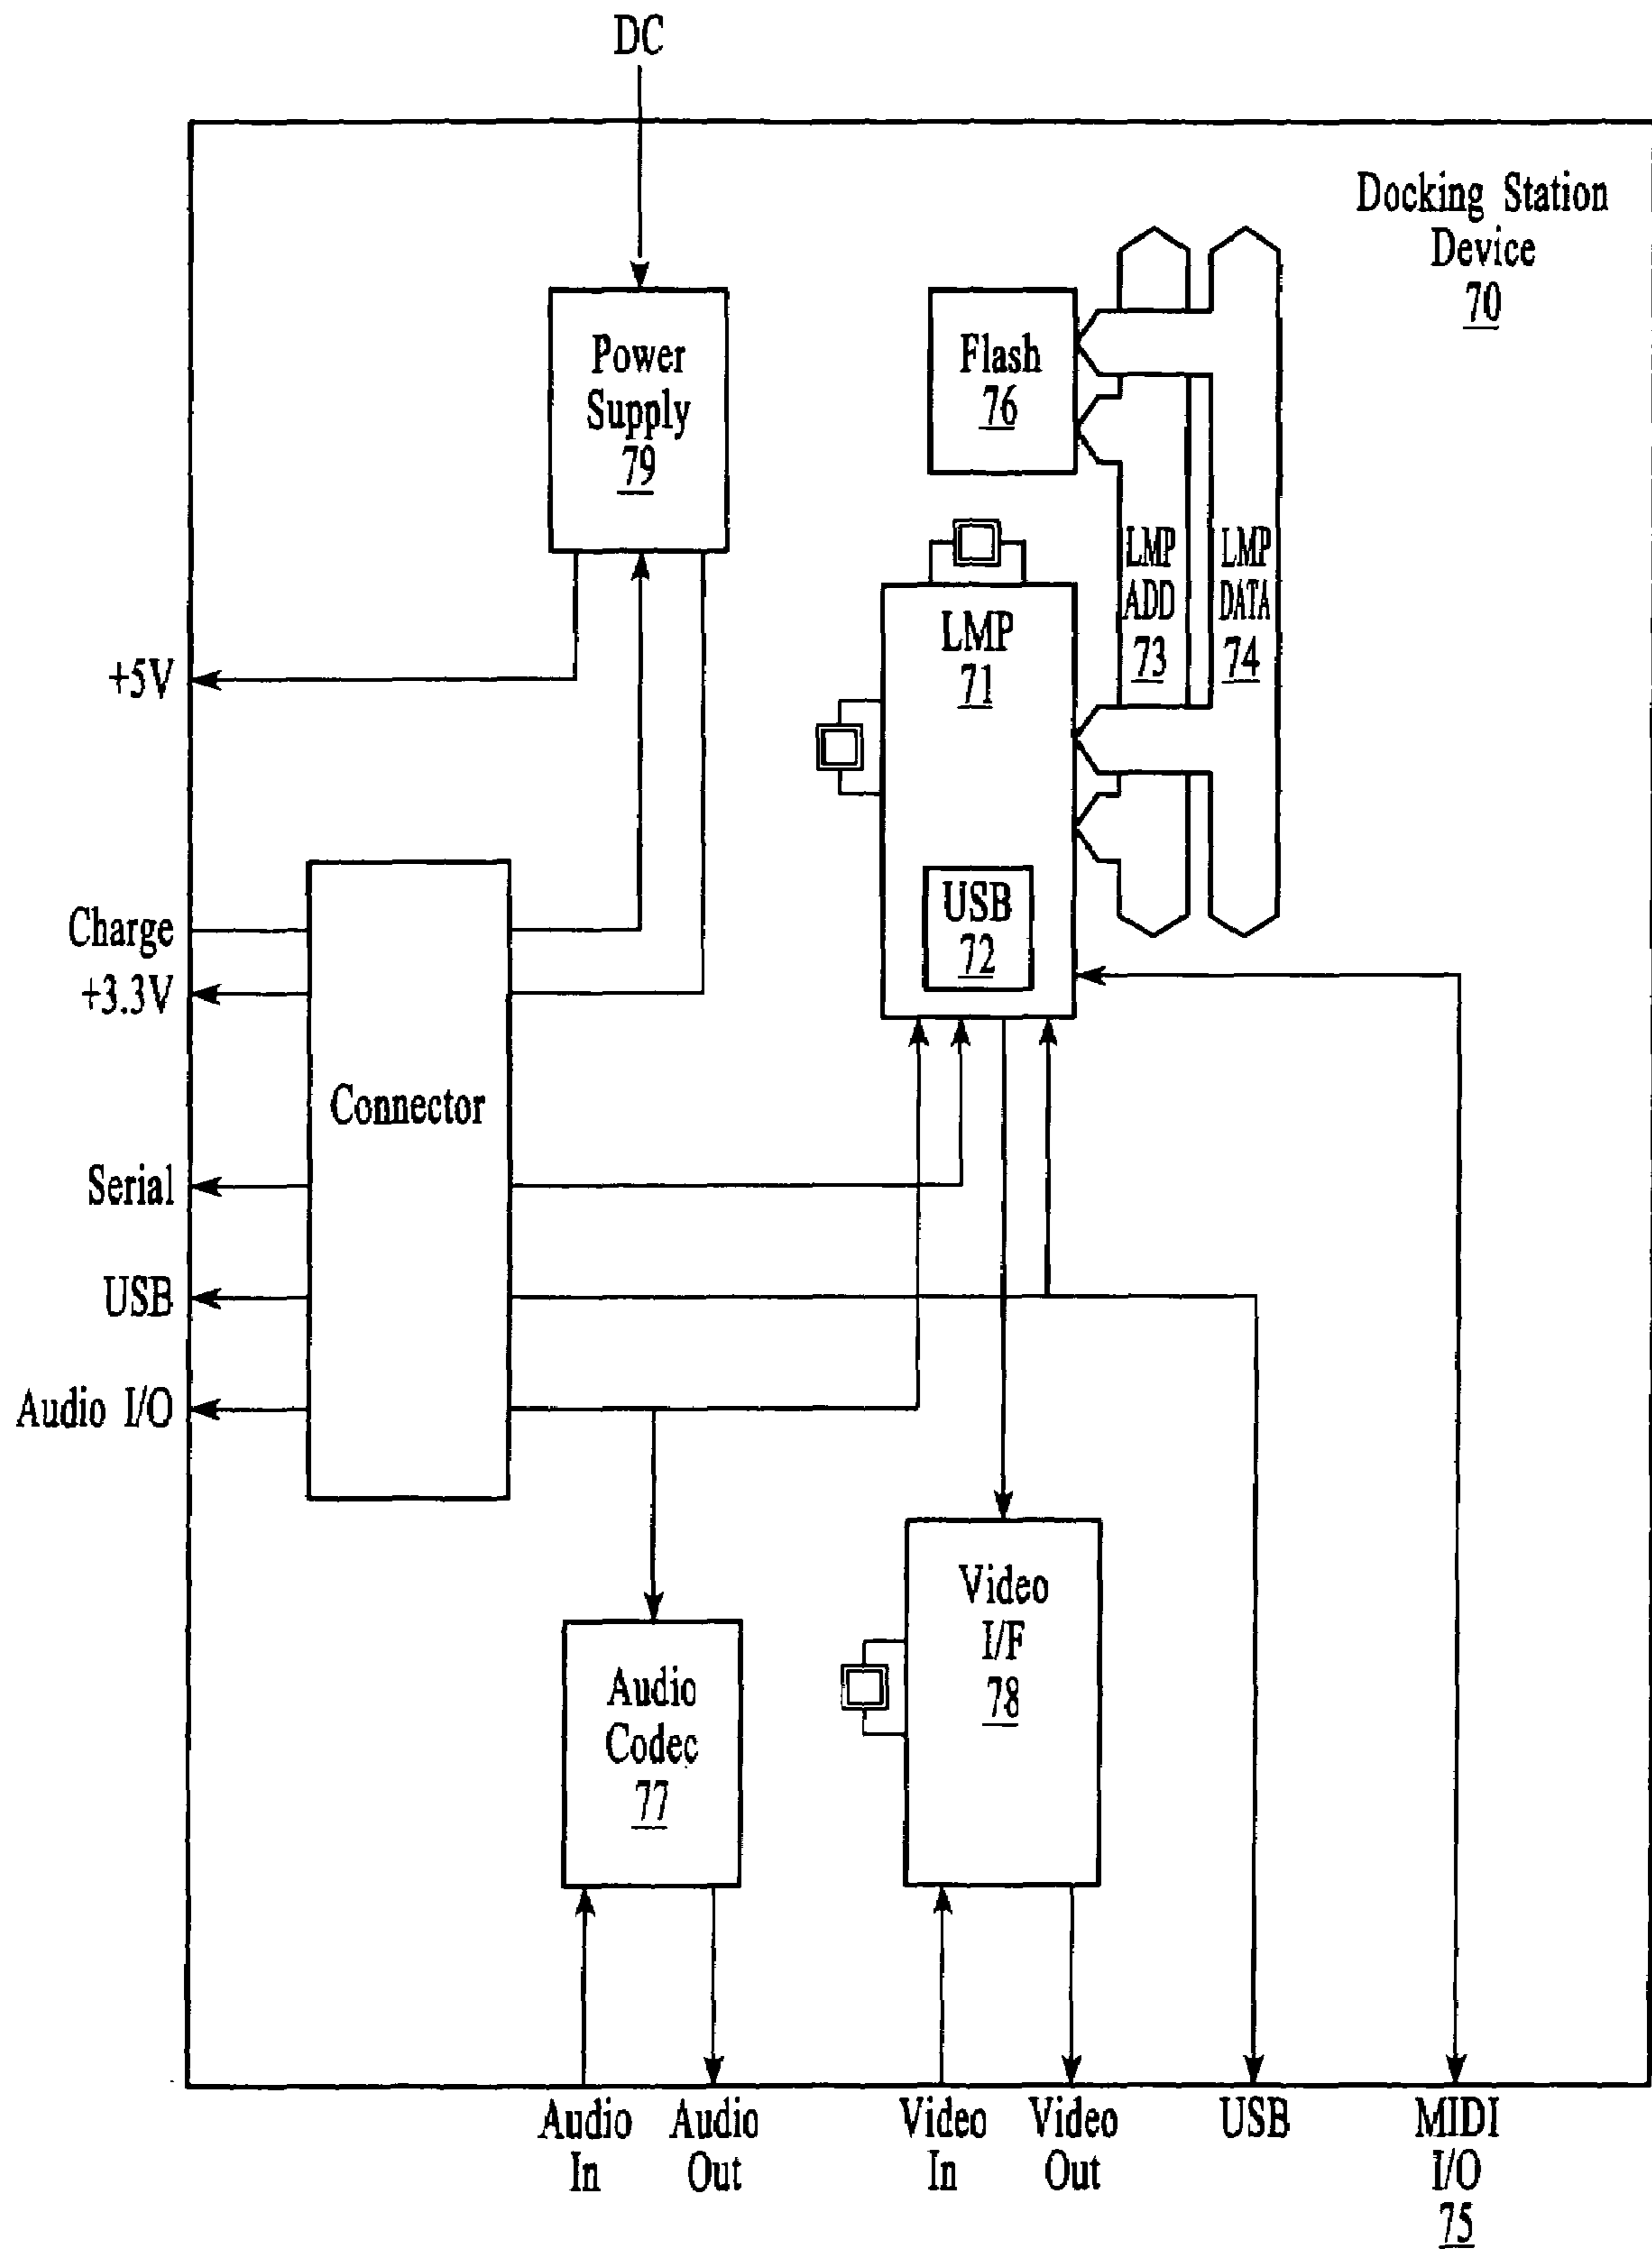 DC
Docking Station
Device
70
Power
Supply
79
Flash
76
LMP
ADD
73
LMP
DATA
74
LMP
71
USB
72
+5V
Charge
+3.3V
Connector
Serial
USB
Audio I/O
Video
I/F
78
Audio
Codec
77
Audio
In
Audio
Out
Video
In
Video
Out
USB
MIDI
I/O
75